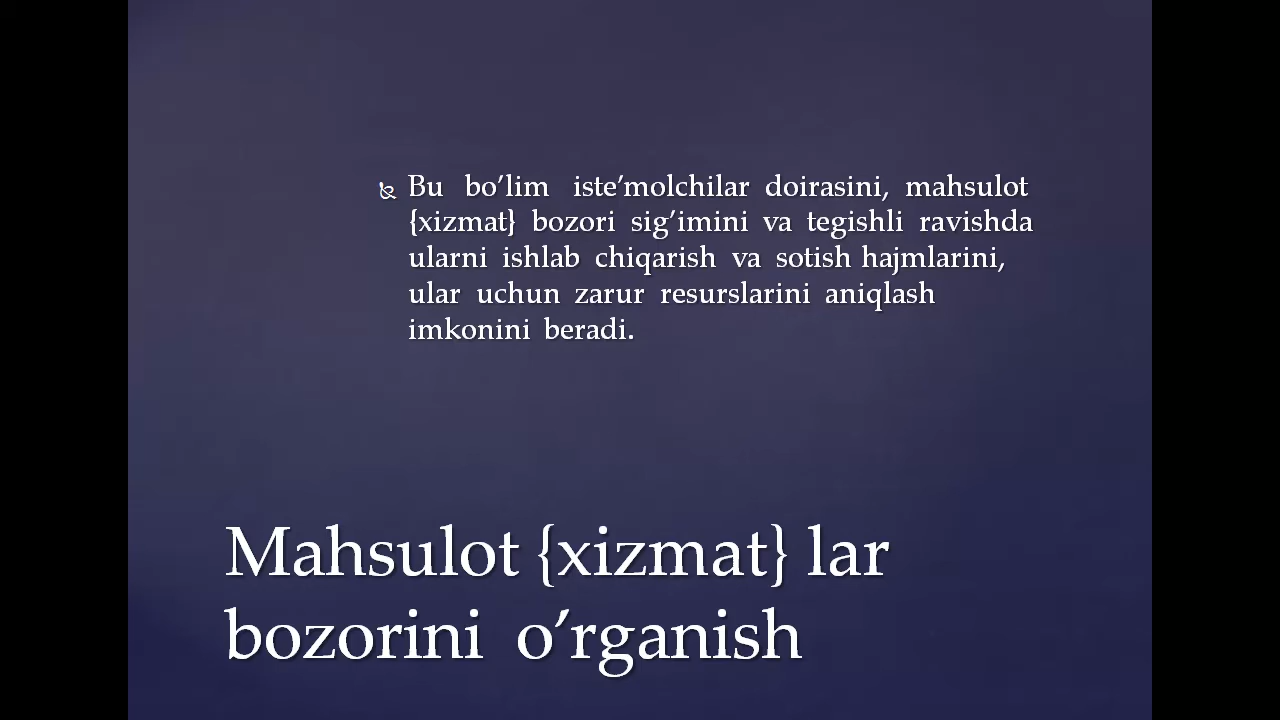 Bu bo’lim iste’molchilar doirasini, mahsulot
{xizmat} bozori sig’imini va tegishli ravishda
ularni ishlab chiqarish va sotish hajmlarini,
ular uchun zarur resurslarini aniqlash
imkonini beradi.
Mahsulot {xizmat} lar
bozorini o’rganish